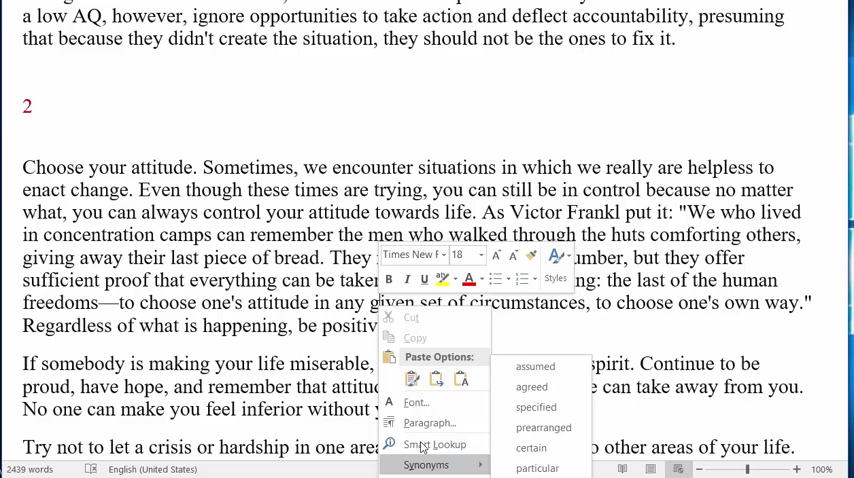 a low AQ, however, ignore opportunities to take action and deflect accountability, presuming
that because they didn't create the situation, they should not be the ones to fix it.
2
Choose your attitude. Sometimes, we encounter situations in which we really are helpless to
enact change. Even though these times are trying, you can still be in control because no matter
what, you can always control your attitude towards life. As Victor Frankl put it: "We who lived
in concentration camps can remember the men who walked through the huts comforting others,
giving away their last piece of bread. They umber, but they offer
Times New F 18 Styles
sufficient proof that everything can be taken ng: the last of the human
freedoms—to choose one's attitude in any given set of circumstances, to choose one's own way."
Regardless of what is happening, be positiv
Cut
Copy
Paste Options:
Font...
Paragraph...
Smart Lookup
Synonyms
assumed
agreed
specified
prearranged
certain
particular
If somebody is making your life miserable, spirit. Continue to be
proud, have hope, and remember that attitud e can take away from you.
No one can make you feel inferior without
Try not to let a crisis or hardship in one area o other areas of your life.
2439 words English (United States) 100%